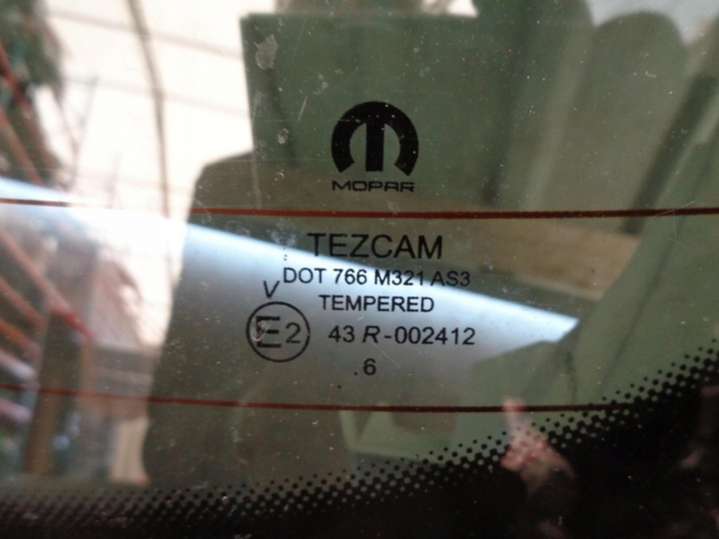 MOPAR
TEZCAM
DOT 766 M321 AS3
V
TEMPERED
E2 43 R-002412
.6